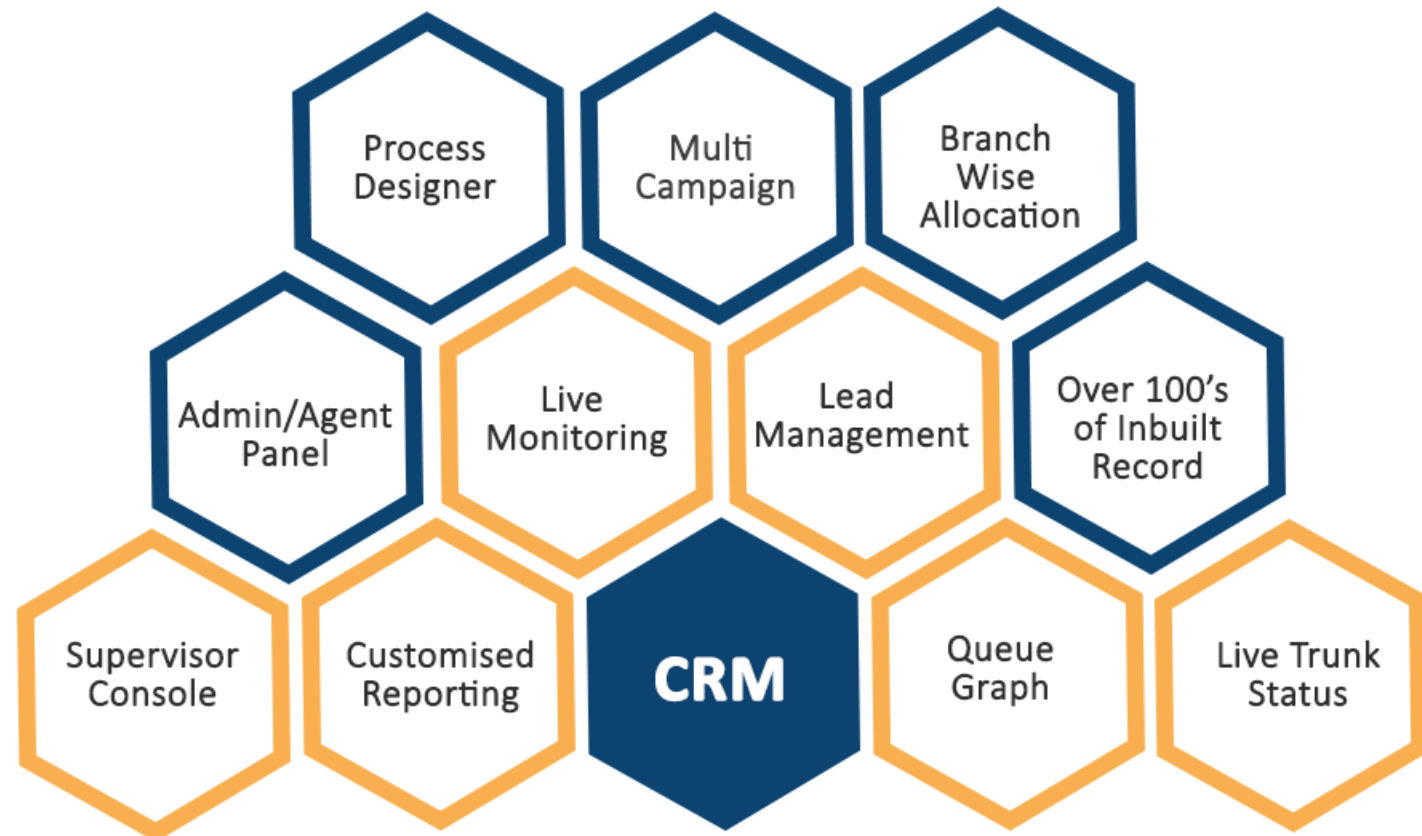 Process
Designer
Multi
Campaign
Branch
Wise
Allocation
Admin/Agent
Panel
Live
Monitoring
Lead
Management
Over 100’s
of Inbuilt
Record
Supervisor
Console
Customised
Reporting
CRM
Queue
Graph
Live Trunk
Status